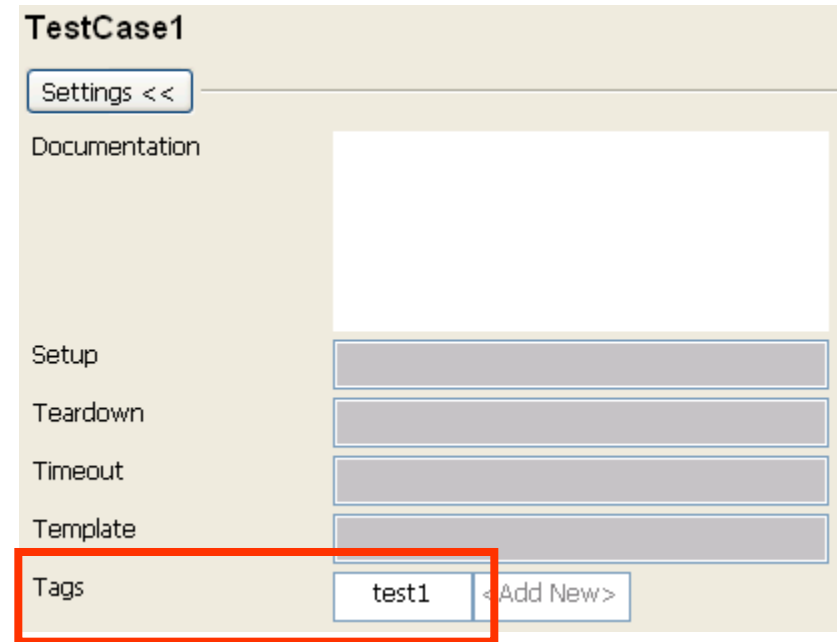 TestCase1
Settings <<
Documentation
Setup
Teardown
Timeout
Template
Tags test1 <Add New>